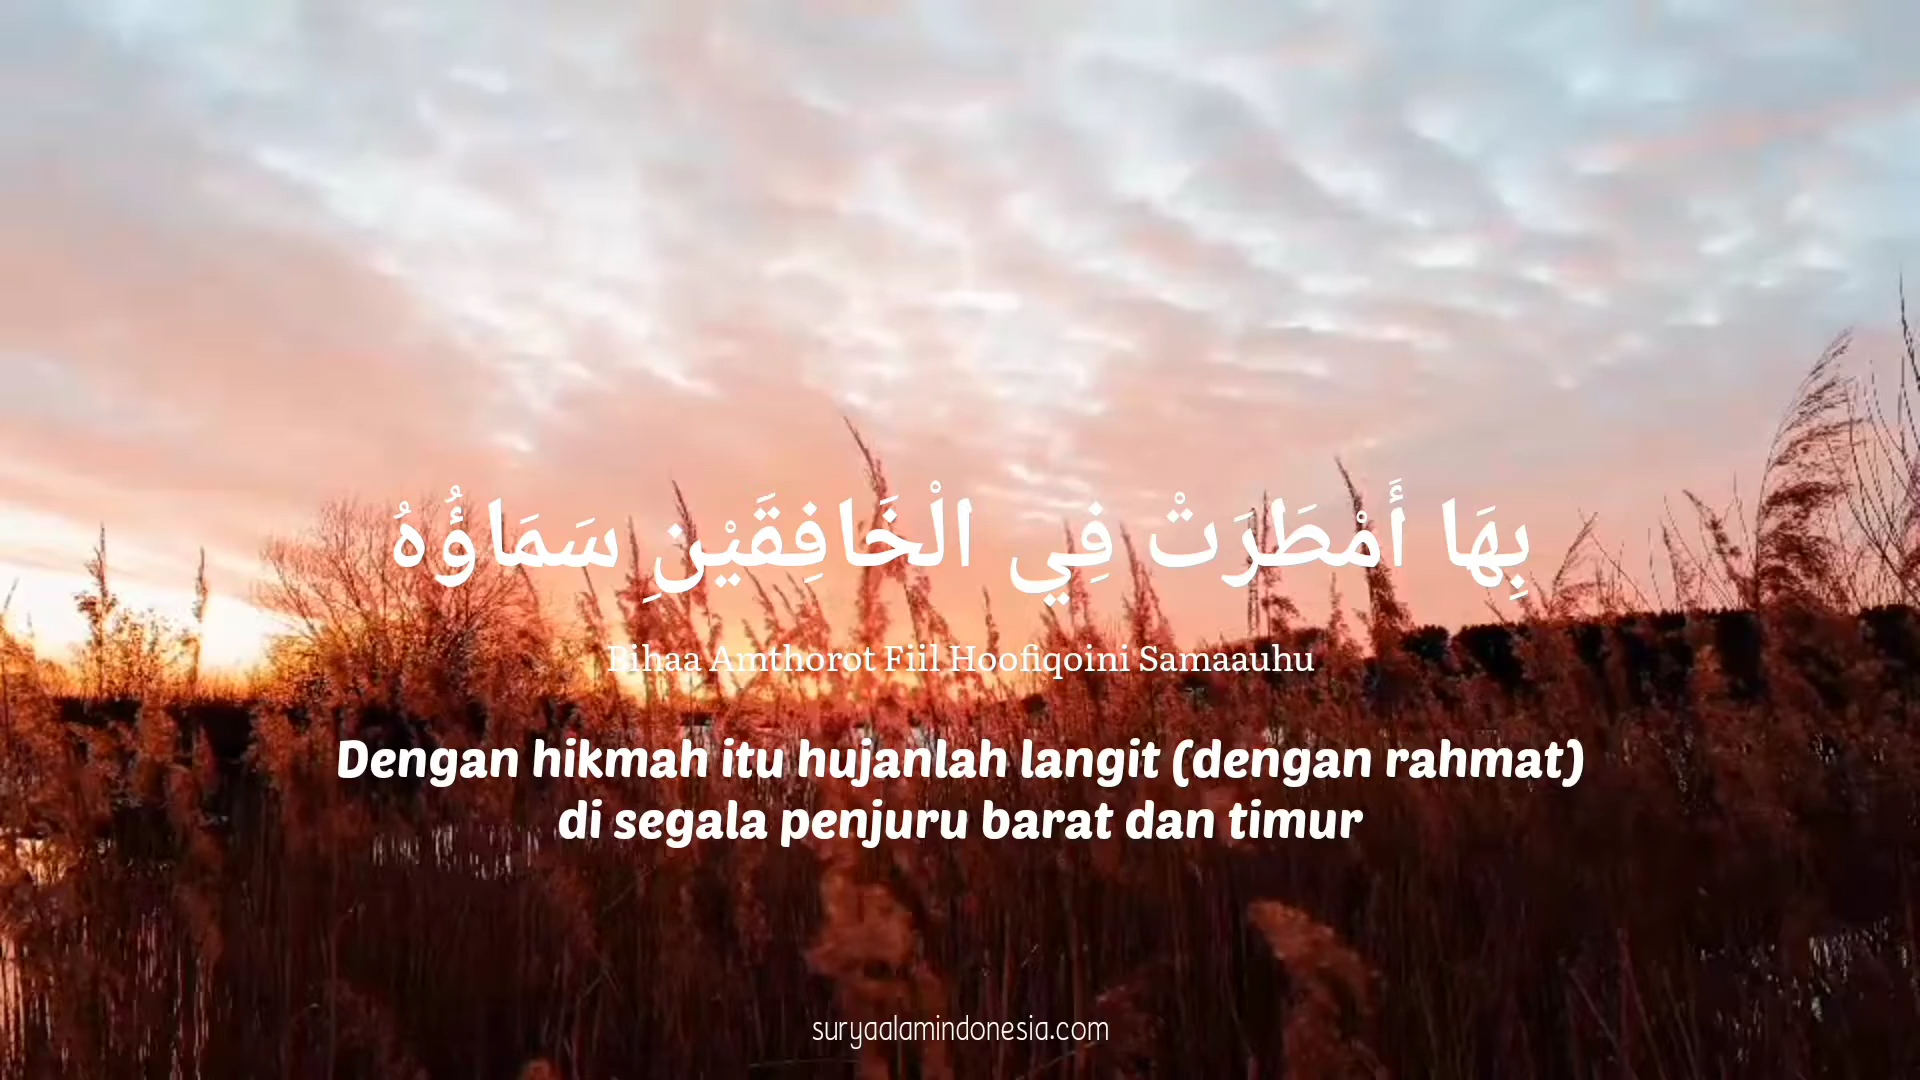 بِهَا أَمْطَرَتْ فِي الْخَافِقَيْنِ سَمَاؤُهُ
Bihaa Amthorot Fiil Hoofiqoini Samaauhu
Dengan hikmah itu hujanlah langit (dengan rahmat)
di segala penjuru barat dan timur
suryaalamindonesia.com